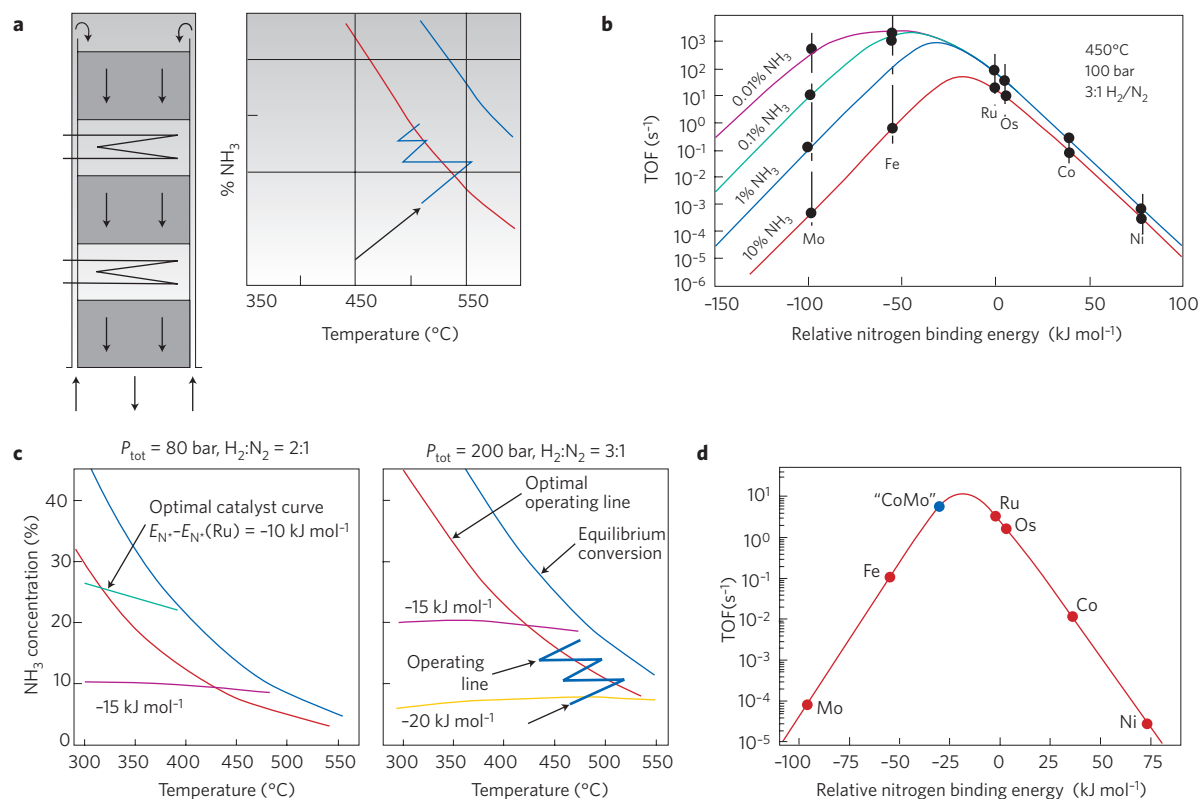 a
% NH₃
350
450
550
Temperature (°C)
b
TOF (s⁻¹)
10³
10²
10¹
10⁰
10⁻¹
10⁻²
10⁻³
10⁻⁴
10⁻⁵
10⁻⁶
0.01% NH₃
0.1% NH₃
1% NH₃
10% NH₃
Mo
Fe
Ru
Os
Co
Ni
450°C
100 bar
3:1 H₂/N₂
−150
−100
−50
0
50
100
Relative nitrogen binding energy (kJ mol⁻¹)
c
P_tot = 80 bar, H₂:N₂ = 2:1
NH₃ concentration (%)
40
30
20
10
0
Optimal catalyst curve
E_N*–E_N*(Ru) = −10 kJ mol⁻¹
−15 kJ mol⁻¹
300
350
400
450
500
550
Temperature (°C)
P_tot = 200 bar, H₂:N₂ = 3:1
Optimal
operating line
Equilibrium
conversion
−15 kJ mol⁻¹
Operating
line
−20 kJ mol⁻¹
300
350
400
450
500
550
Temperature (°C)
d
TOF(s⁻¹)
10¹
10⁰
10⁻¹
10⁻²
10⁻³
10⁻⁴
10⁻⁵
"CoMo"
Ru
Os
Fe
Co
Mo
Ni
−100
−75
−50
−25
0
25
50
75
Relative nitrogen binding energy (kJ mol⁻¹)